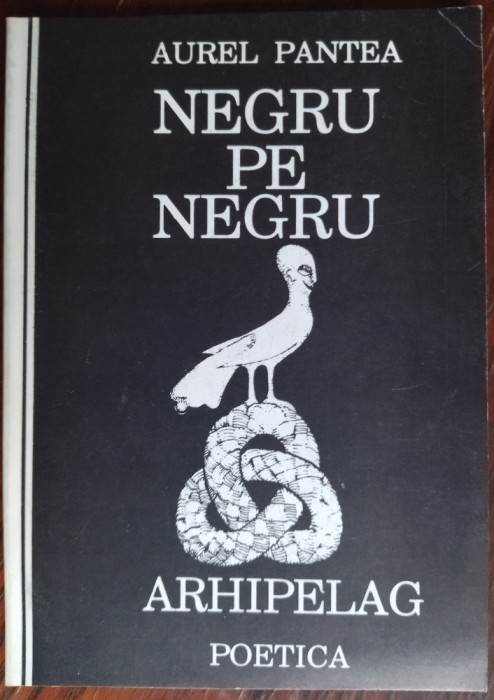 AUREL PANTEA
NEGRU
PE
NEGRU
ARHIPELAG
POETICA